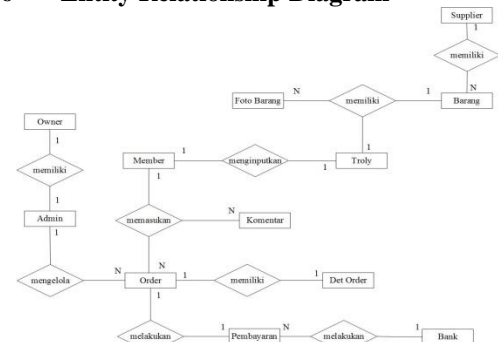 Entity Relationship Diagram
Supplier
1
memiliki
N
Foto Barang
N
memiliki
1
Barang
Owner
1
1
memiliki
Member
1
menginputkan
1
Troly
1
1
Admin
1
memasukan
N
Komentar
mengelola
N
N
Order
1
memiliki
1
Det Order
1
melakukan
1
Pembayaran
N
melakukan
1
Bank